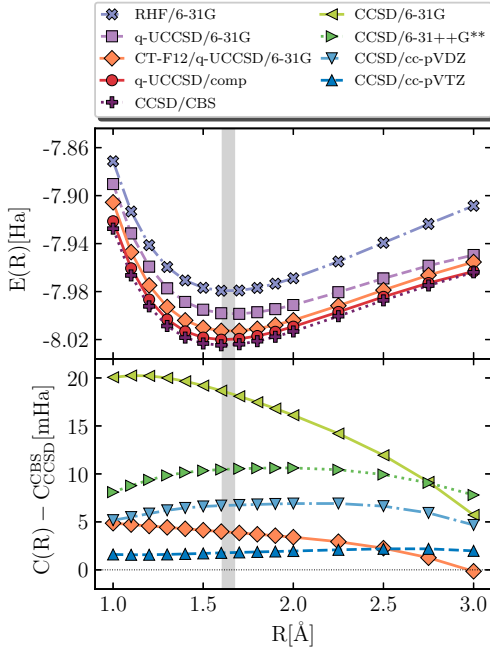 RHF/6-31G
q-UCCSD/6-31G
CT-F12/q-UCCSD/6-31G
q-UCCSD/comp
CCSD/CBS
CCSD/6-31G
CCSD/6-31++G**
CCSD/cc-pVDZ
CCSD/cc-pVTZ
E(R)[Ha]
-7.86
-7.90
-7.94
-7.98
-8.02
C(R) − C_CCSD^CBS [mHa]
20
15
10
5
0
1.0 1.5 2.0 2.5 3.0
R[Å]